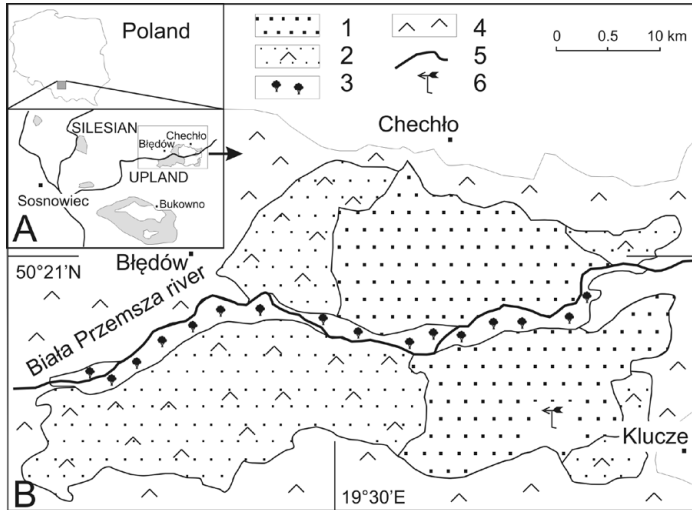 Poland
1
2
3
4
5
6
0 0.5 10 km
SILESIAN
Chechło
Błędów
UPLAND
Sosnowiec
Bukowno
A
Chechło
50°21'N
Błędów
Biała Przemsza river
Klucze
B
19°30'E